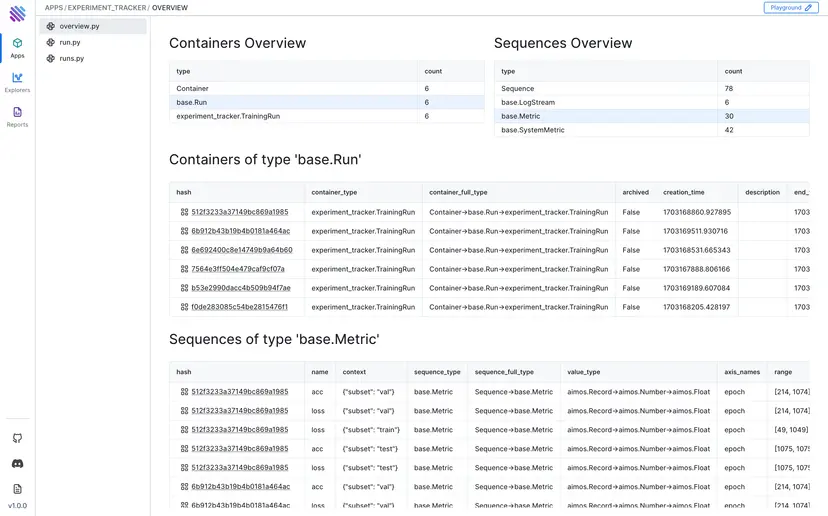 APPS / EXPERIMENT_TRACKER / OVERVIEW
Playground
Apps
Explorers
Reports
v1.0.0
overview.py
run.py
runs.py
Containers Overview
type count
Container 6
base.Run 6
experiment_tracker.TrainingRun 6
Sequences Overview
type count
Sequence 78
base.LogStream 6
base.Metric 30
base.SystemMetric 42
Containers of type 'base.Run'
hash container_type container_full_type archived creation_time description end_
512f3233a37149bc869a1985 experiment_tracker.TrainingRun Container→base.Run→experiment_tracker.TrainingRun False 1703168860.927895 1703
6b912b43b19b4b0181a464ac experiment_tracker.TrainingRun Container→base.Run→experiment_tracker.TrainingRun False 1703169511.930716 1703
6e692400c8e14749b9a64b60 experiment_tracker.TrainingRun Container→base.Run→experiment_tracker.TrainingRun False 1703168531.665343 1703
7564e3ff504e479caf9cf07a experiment_tracker.TrainingRun Container→base.Run→experiment_tracker.TrainingRun False 1703167888.806166 1703
b53e2990dacc4b509b94f7ae experiment_tracker.TrainingRun Container→base.Run→experiment_tracker.TrainingRun False 1703169189.607084 1703
f0de283085c54be2815476f1 experiment_tracker.TrainingRun Container→base.Run→experiment_tracker.TrainingRun False 1703168205.428197 1703
Sequences of type 'base.Metric'
hash name context sequence_type sequence_full_type value_type axis_names range
512f3233a37149bc869a1985 acc {"subset": "val"} base.Metric Sequence→base.Metric aimos.Record→aimos.Number→aimos.Float epoch [214, 1074]
512f3233a37149bc869a1985 loss {"subset": "val"} base.Metric Sequence→base.Metric aimos.Record→aimos.Number→aimos.Float epoch [214, 1074]
512f3233a37149bc869a1985 loss {"subset": "train"} base.Metric Sequence→base.Metric aimos.Record→aimos.Number→aimos.Float epoch [49, 1049]
512f3233a37149bc869a1985 acc {"subset": "test"} base.Metric Sequence→base.Metric aimos.Record→aimos.Number→aimos.Float epoch [1075, 1075
512f3233a37149bc869a1985 loss {"subset": "test"} base.Metric Sequence→base.Metric aimos.Record→aimos.Number→aimos.Float epoch [1075, 1075
6b912b43b19b4b0181a464ac acc {"subset": "val"} base.Metric Sequence→base.Metric aimos.Record→aimos.Number→aimos.Float epoch [214, 1074]
6b912b43b19b4b0181a464ac loss {"subset": "val"} base.Metric Sequence→base.Metric aimos.Record→aimos.Number→aimos.Float epoch [214, 1074]